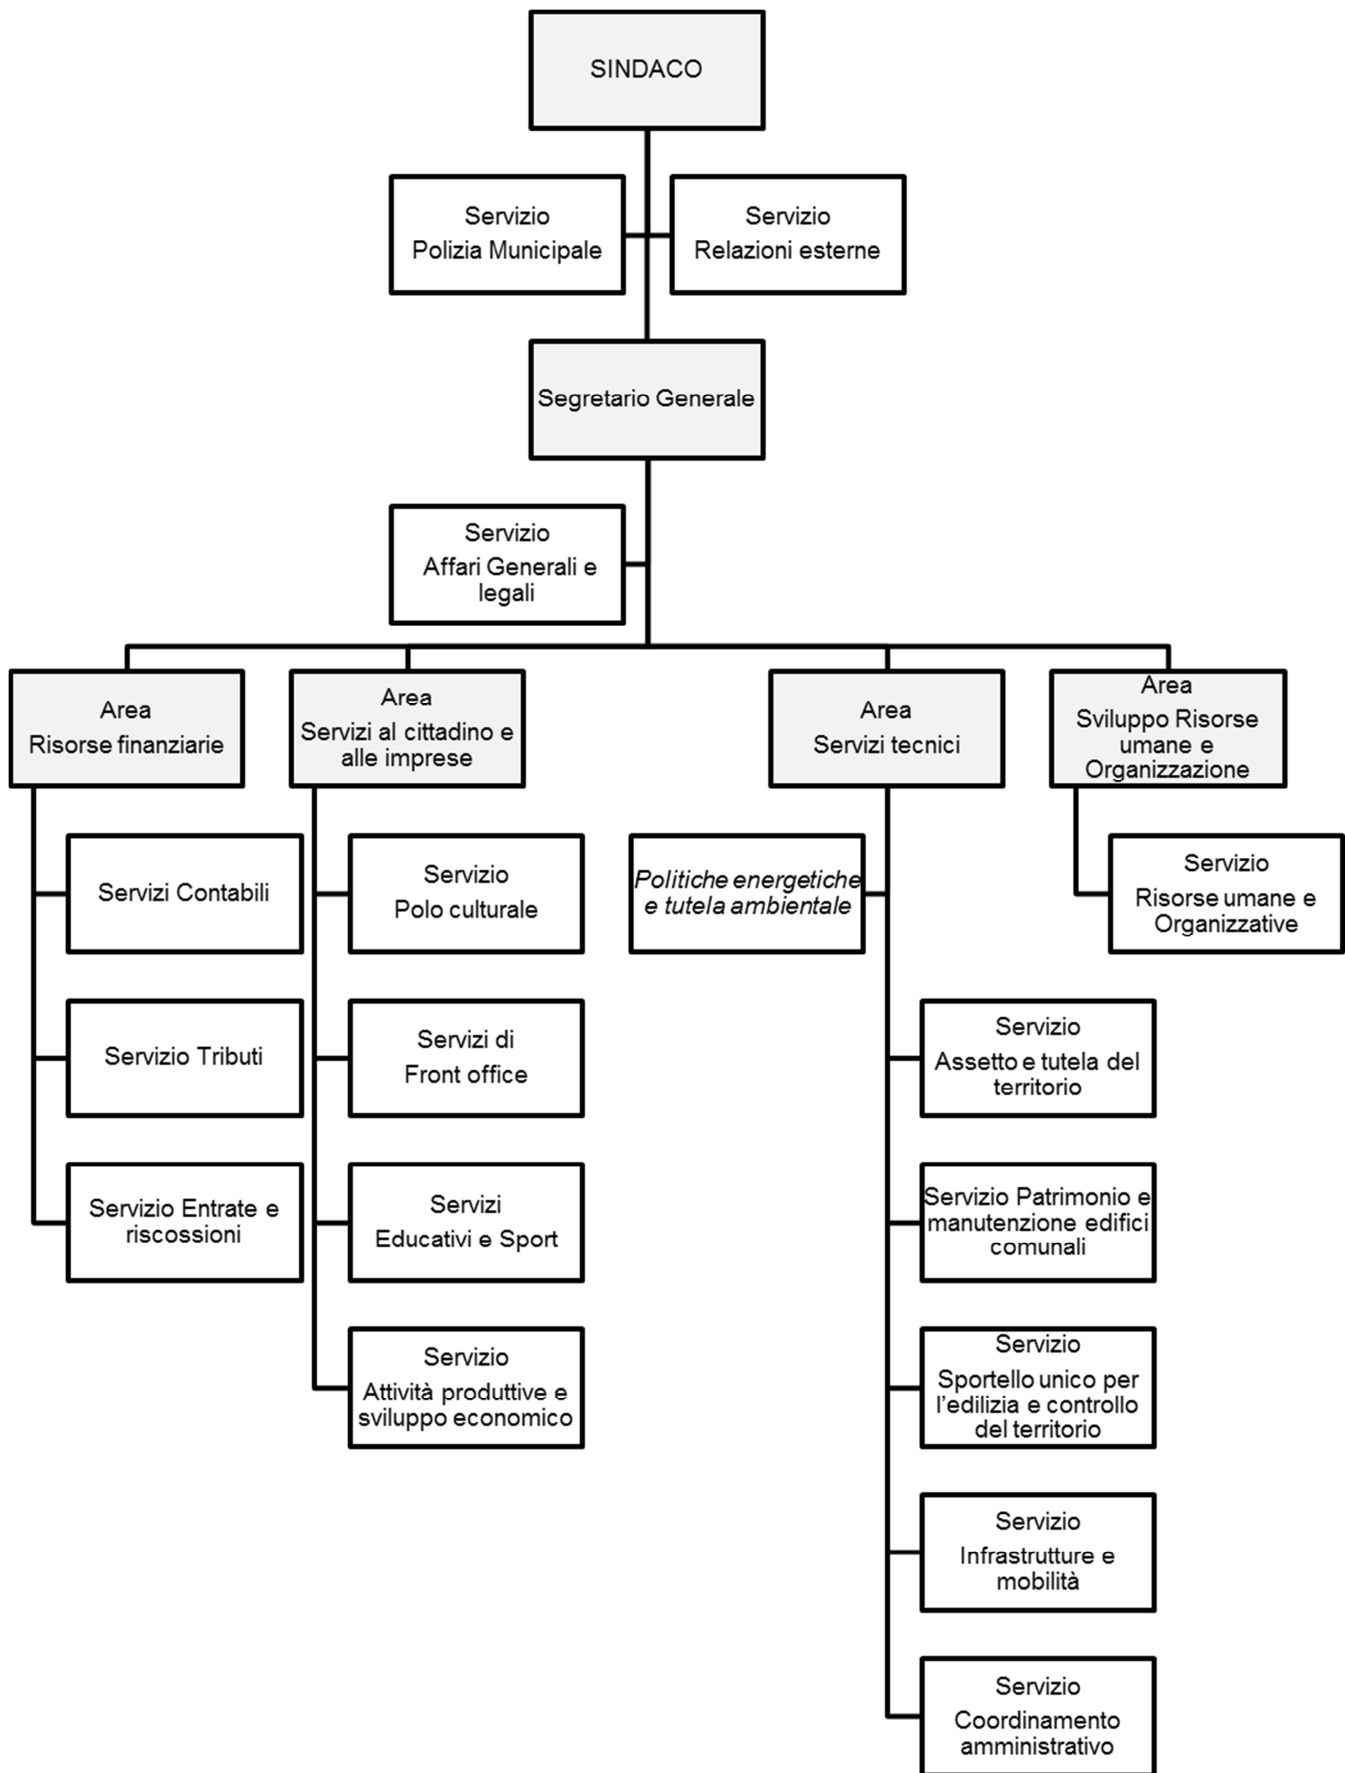 SINDACO
Servizio
Polizia Municipale
Servizio
Relazioni esterne
Segretario Generale
Servizio
Affari Generali e
legali
Area
Risorse finanziarie
Area
Servizi al cittadino e
alle imprese
Area
Servizi tecnici
Area
Sviluppo Risorse
umane e
Organizzazione
Servizi Contabili
Servizio
Polo culturale
Politiche energetiche
e tutela ambientale
Servizio
Risorse umane e
Organizzative
Servizio Tributi
Servizi di
Front office
Servizio
Assetto e tutela del
territorio
Servizio Entrate e
riscossioni
Servizi
Educativi e Sport
Servizio Patrimonio e
manutenzione edifici
comunali
Servizio
Attività produttive e
sviluppo economico
Servizio
Sportello unico per
l'edilizia e controllo
del territorio
Servizio
Infrastrutture e
mobilità
Servizio
Coordinamento
amministrativo